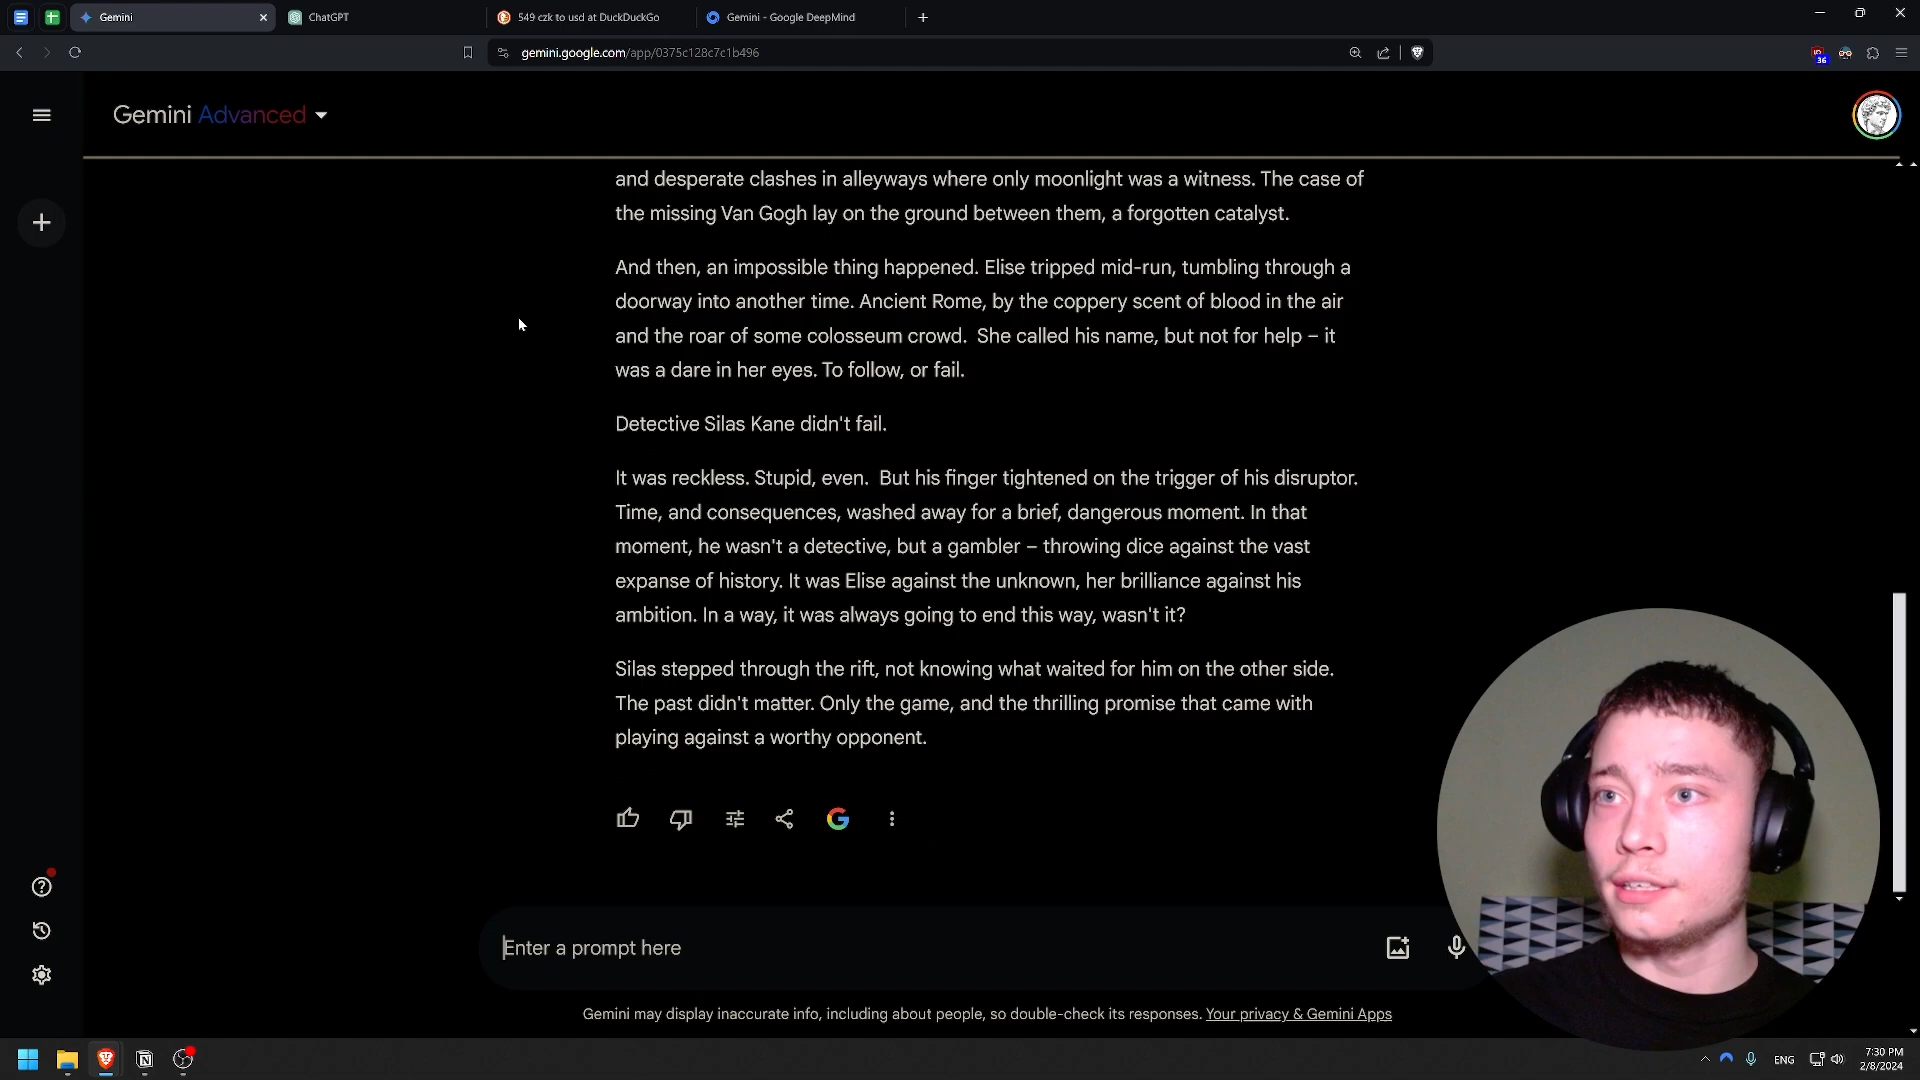 Gemini
ChatGPT
549 czk to usd at DuckDuckGo
Gemini - Google DeepMind
gemini.google.com/app/0375c128c7c1b496
36
Gemini Advanced
and desperate clashes in alleyways where only moonlight was a witness. The case of
the missing Van Gogh lay on the ground between them, a forgotten catalyst.
And then, an impossible thing happened. Elise tripped mid-run, tumbling through a
doorway into another time. Ancient Rome, by the coppery scent of blood in the air
and the roar of some colosseum crowd.  She called his name, but not for help – it
was a dare in her eyes. To follow, or fail.
Detective Silas Kane didn't fail.
It was reckless. Stupid, even.  But his finger tightened on the trigger of his disruptor.
Time, and consequences, washed away for a brief, dangerous moment. In that
moment, he wasn't a detective, but a gambler – throwing dice against the vast
expanse of history. It was Elise against the unknown, her brilliance against his
ambition. In a way, it was always going to end this way, wasn't it?
Silas stepped through the rift, not knowing what waited for him on the other side.
The past didn't matter. Only the game, and the thrilling promise that came with
playing against a worthy opponent.
Enter a prompt here
Gemini may display inaccurate info, including about people, so double-check its responses. Your privacy & Gemini Apps
ENG
7:30 PM
2/8/2024